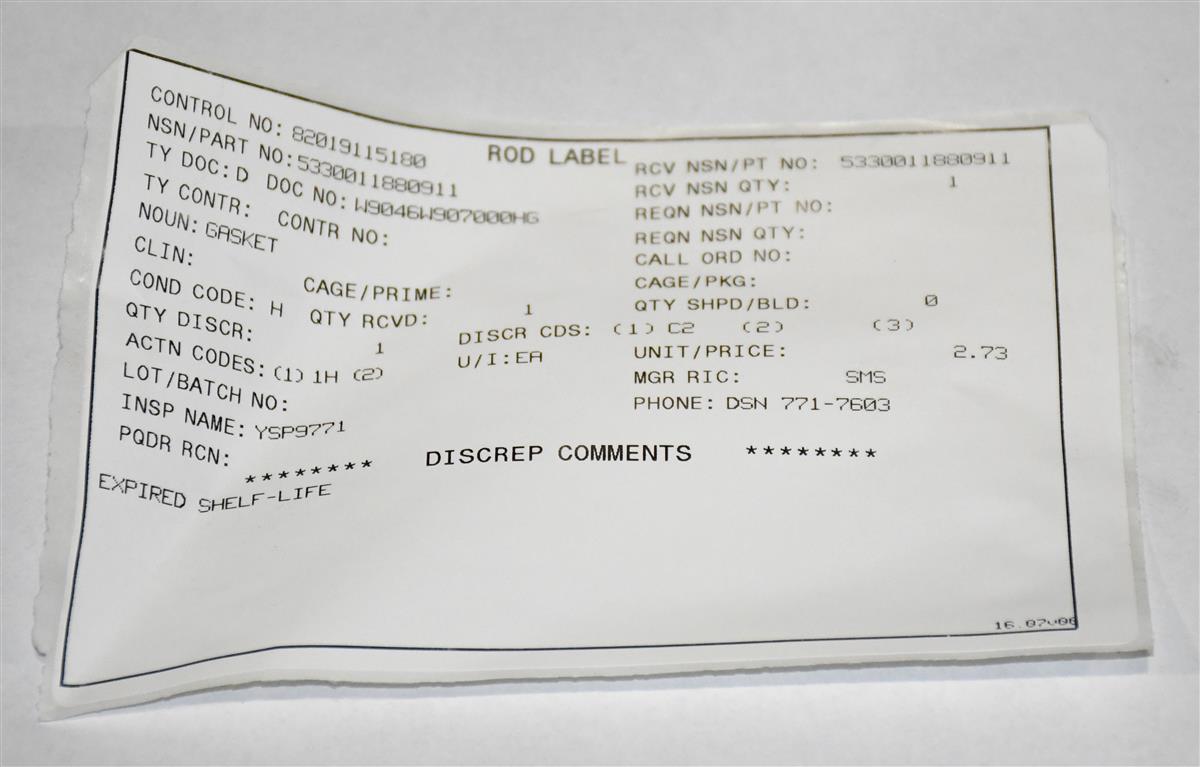 ROD LABEL
CONTROL NO: 82019115180
NSN/PART NO:5330011880911
TY DOC:D DOC NO:W9046W907000HG
TY CONTR: CONTR NO:
NOUN:GASKET
CLIN: CAGE/PRIME:
COND CODE: H QTY RCVD: 1
QTY DISCR: 1 DISCR CDS: (1) C2 (2) (3)
ACTN CODES:(1) 1H (2) U/I:EA
LOT/BATCH NO:
INSP NAME: YSP9771
PQDR RCN:
RCV NSN/PT NO: 5330011880911
RCV NSN QTY: 1
REQN NSN/PT NO:
REQN NSN QTY:
CALL ORD NO:
CAGE/PKG:
QTY SHPD/BLD: 0
UNIT/PRICE: 2.73
MGR RIC: SMS
PHONE: DSN 771-7603
******** DISCREP COMMENTS ********
EXPIRED SHELF-LIFE